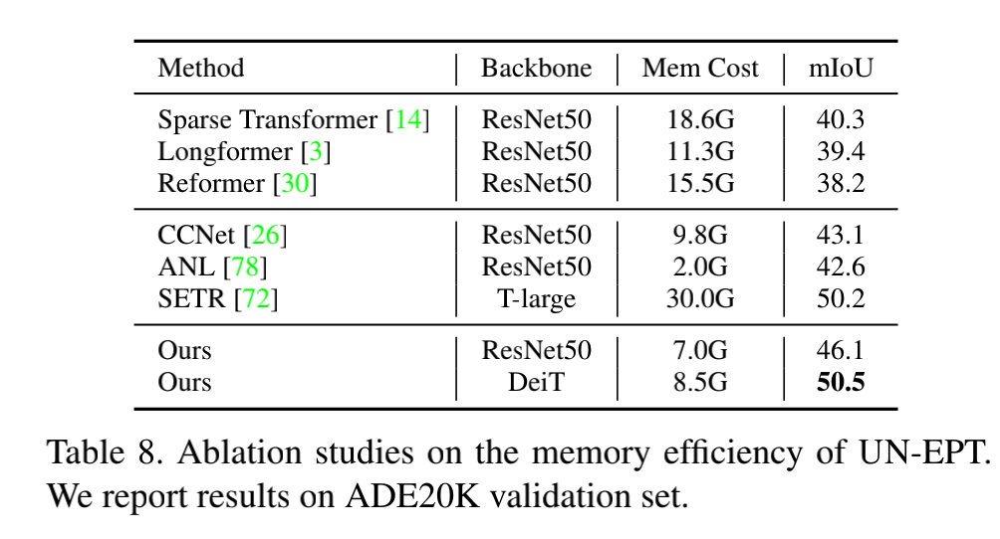 Method Backbone Mem Cost mIoU
Sparse Transformer [14] ResNet50 18.6G 40.3
Longformer [3] ResNet50 11.3G 39.4
Reformer [30] ResNet50 15.5G 38.2
CCNet [26] ResNet50 9.8G 43.1
ANL [78] ResNet50 2.0G 42.6
SETR [72] T-large 30.0G 50.2
Ours ResNet50 7.0G 46.1
Ours DeiT 8.5G 50.5
Table 8. Ablation studies on the memory efficiency of UN-EPT.
We report results on ADE20K validation set.